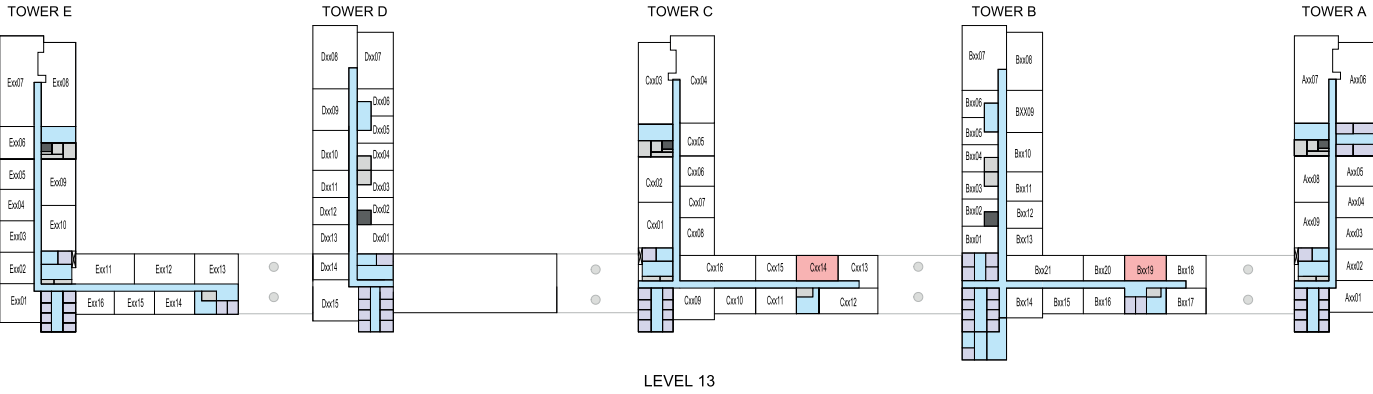 TOWER E
TOWER D
TOWER C
TOWER B
TOWER A
Exx07
Exx08
Exx06
Exx05
Exx09
Exx04
Exx03
Exx10
Exx02
Exx11
Exx12
Exx13
Exx01
Exx16
Exx15
Exx14
Dxx08
Dxx07
Dxx06
Dxx09
Dxx05
Dxx10
Dxx04
Dxx11
Dxx03
Dxx12
Dxx02
Dxx13
Dxx01
Dxx14
Dxx15
Cxx03
Cxx04
Cxx05
Cxx06
Cxx02
Cxx07
Cxx01
Cxx08
Cxx16
Cxx15
Cxx14
Cxx13
Cxx09
Cxx10
Cxx11
Cxx12
Bxx07
Bxx08
Bxx06
BXX09
Bxx05
Bxx04
Bxx10
Bxx03
Bxx11
Bxx02
Bxx12
Bxx01
Bxx13
Bxx21
Bxx20
Bxx19
Bxx18
Bxx14
Bxx15
Bxx16
Bxx17
Axx07
Axx06
Axx08
Axx05
Axx04
Axx09
Axx03
Axx02
Axx01
LEVEL 13